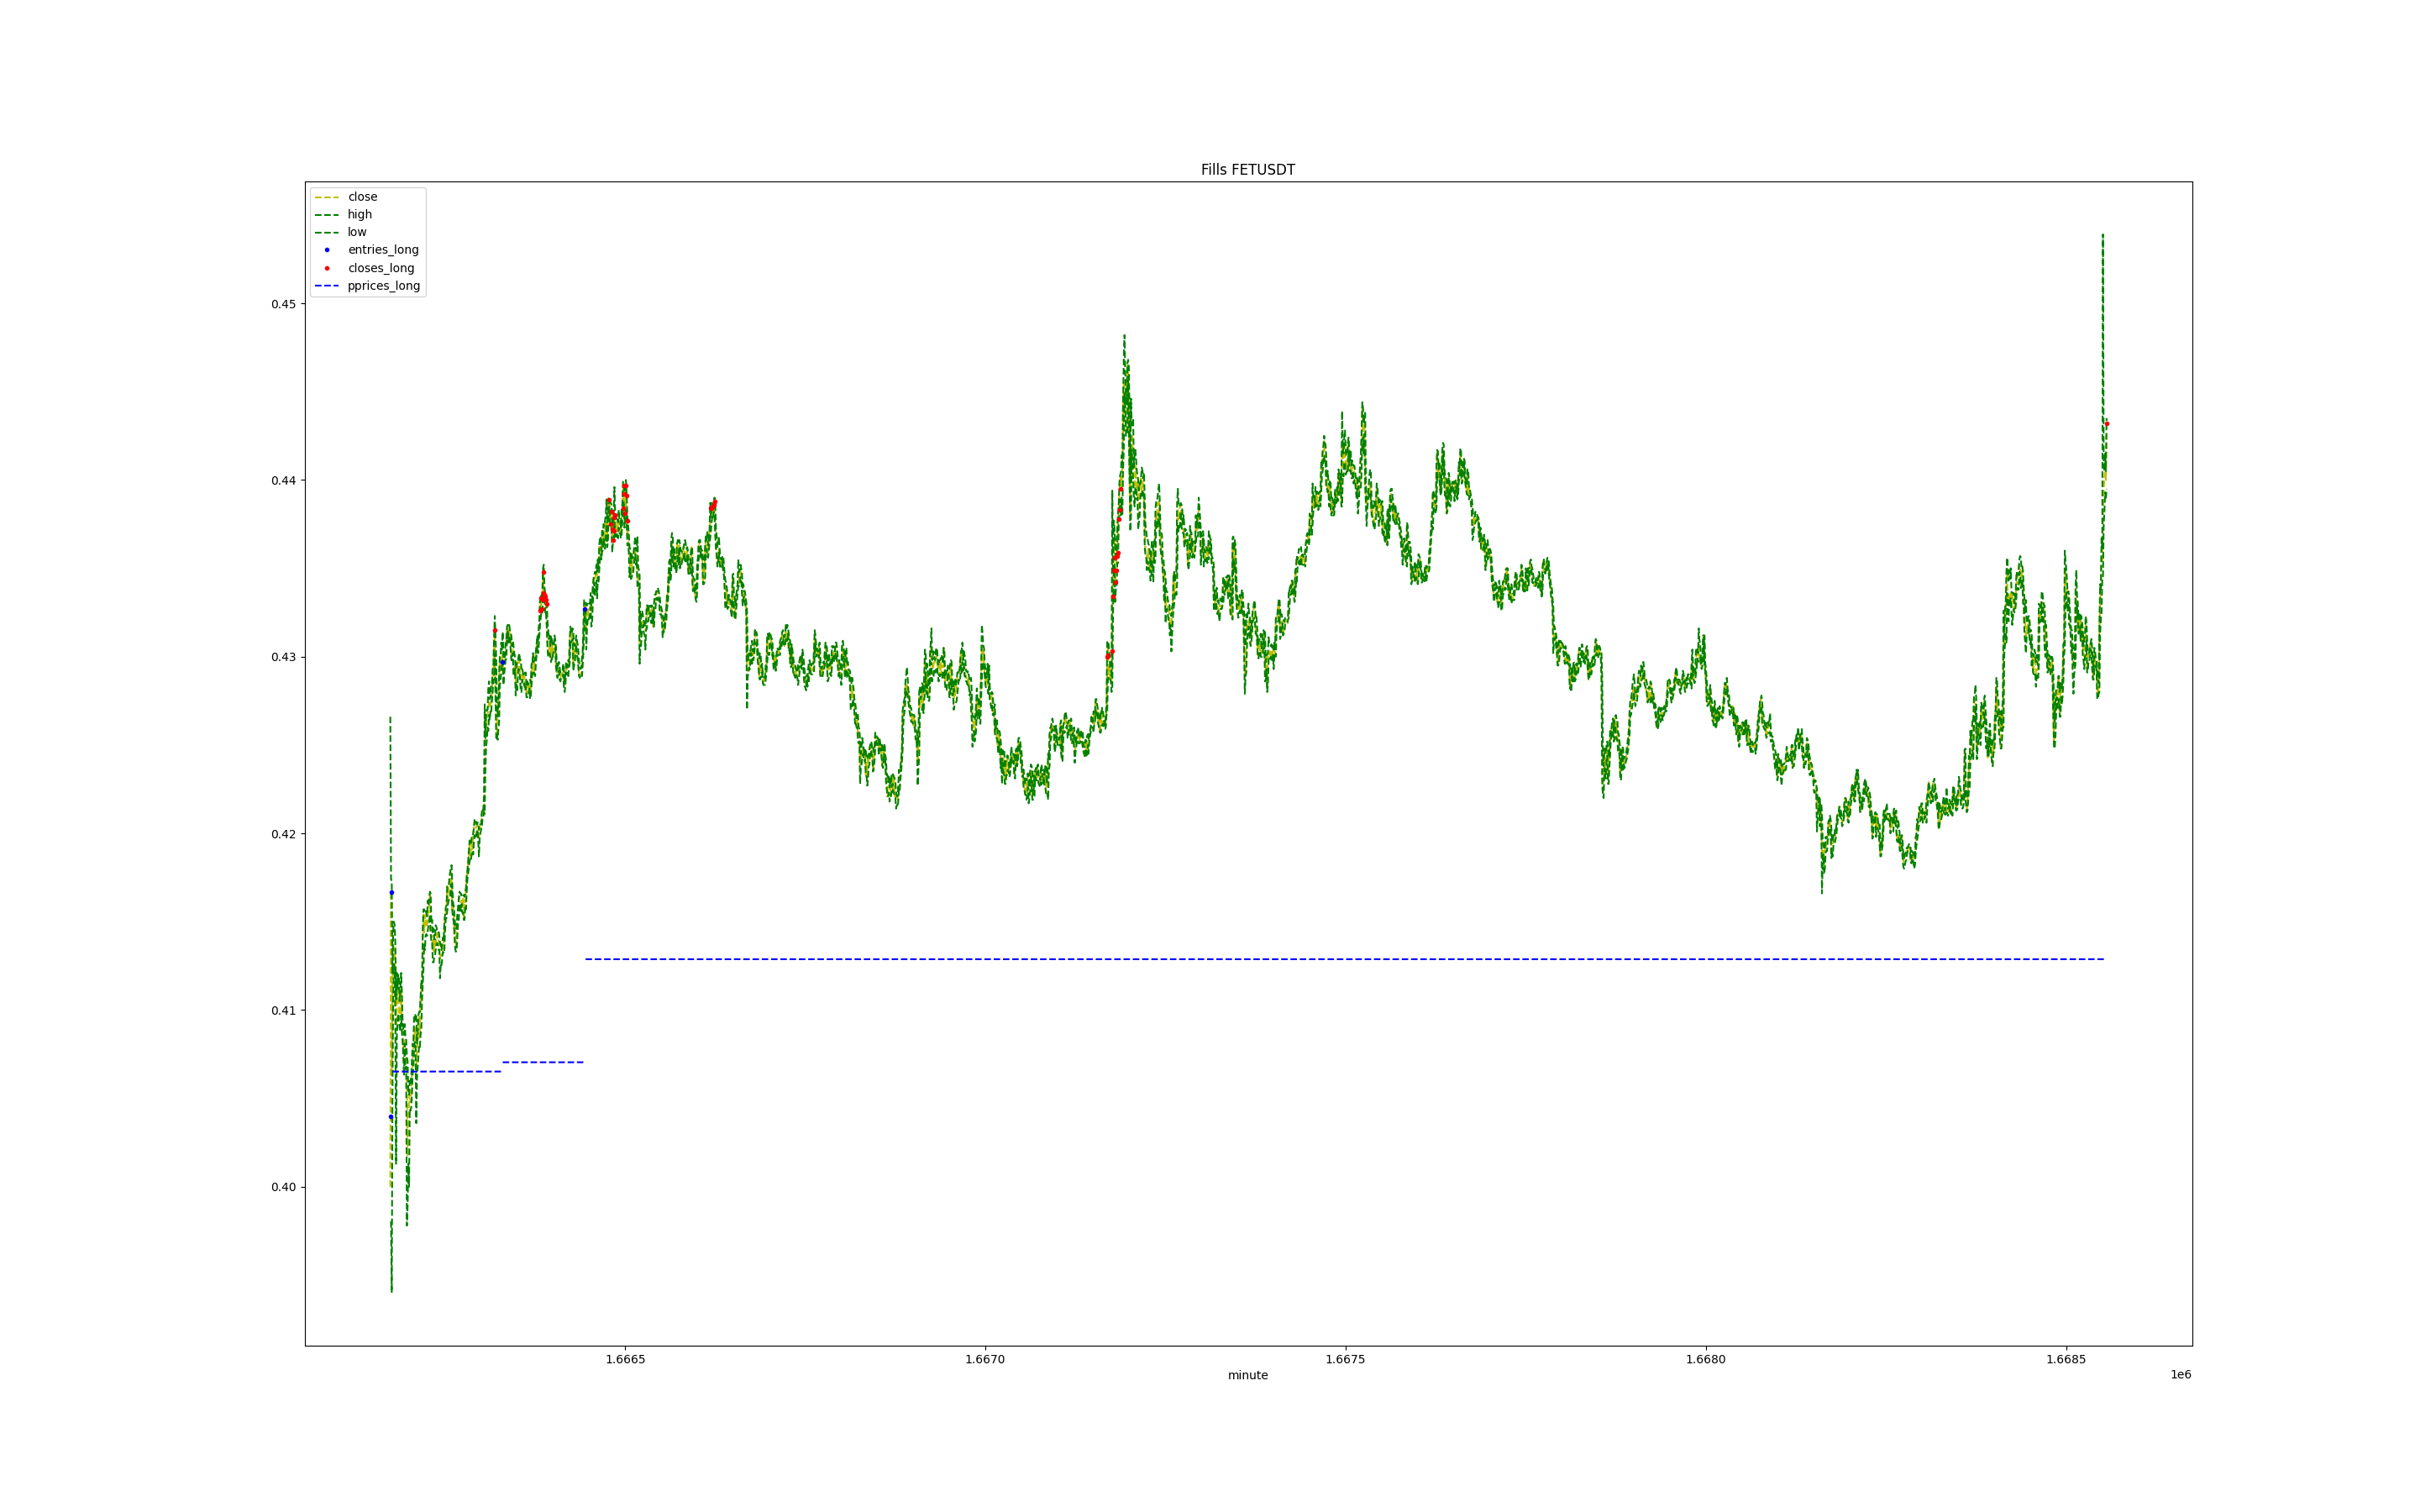 Fills FETUSDT
close
high
low
entries_long
closes_long
pprices_long
0.45
0.44
0.43
0.42
0.41
0.40
1.6665 1.6670 1.6675 1.6680 1.6685
minute
1e6